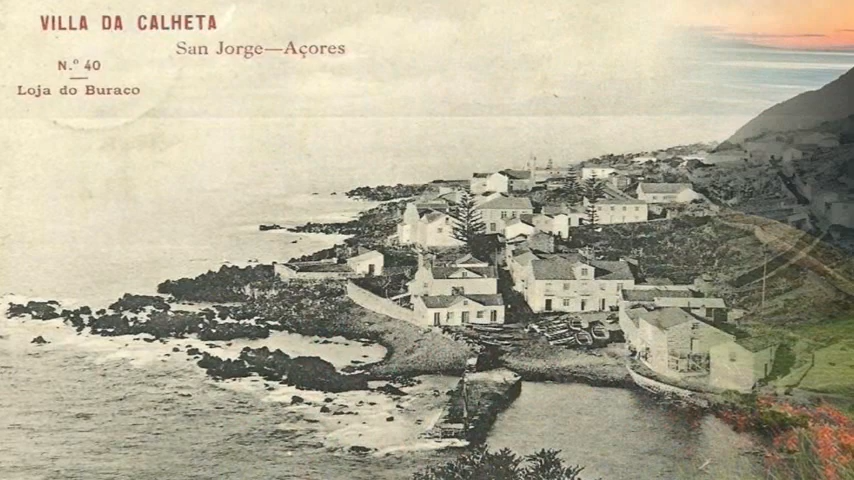 VILLA DA CALHETA
San Jorge—Açores
N.º 40
Loja do Buraco